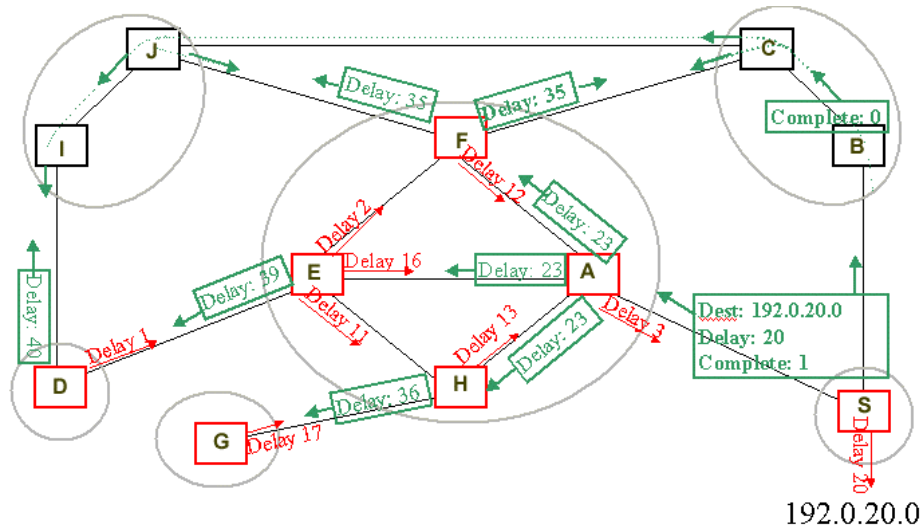 J
C
Delay: 35
Delay: 35
Complete: 0
I
F
B
Delay 12
Delay 2
Delay: 23
E
Delay 16
Delay: 23
A
Delay: 39
Delay 11
Delay 13
Delay: 23
Delay 3
Dest: 192.0.20.0
Delay: 20
Complete: 1
Delay: 40
Delay 1
D
H
Delay: 36
S
G
Delay 17
Delay 20
192.0.20.0